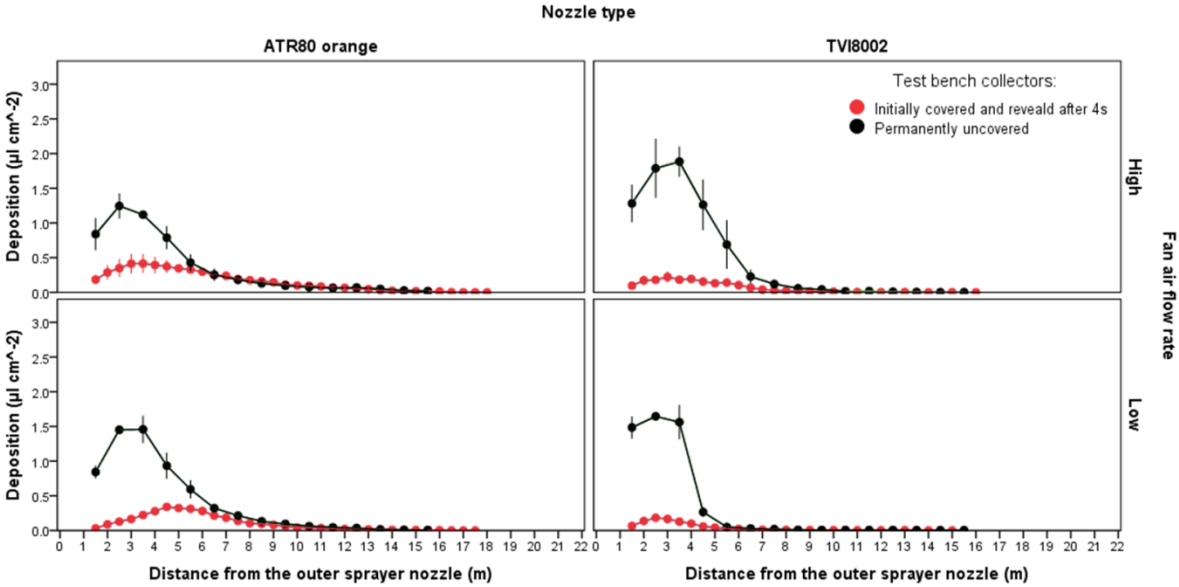 Nozzle type
ATR80 orange
TVI8002
Test bench collectors:
Initially covered and reveald after 4s
Permanently uncovered
Deposition (µl cm^-2)
3.0
2.5
2.0
1.5
1.0
0.5
0.0
High
Fan air flow rate
Deposition (µl cm^-2)
3.0
2.5
2.0
1.5
1.0
0.5
0.0
Low
0 1 2 3 4 5 6 7 8 9 10 11 12 13 14 15 16 17 18 19 20 21 22
0 1 2 3 4 5 6 7 8 9 10 11 12 13 14 15 16 17 18 19 20 21 22
Distance from the outer sprayer nozzle (m)
Distance from the outer sprayer nozzle (m)